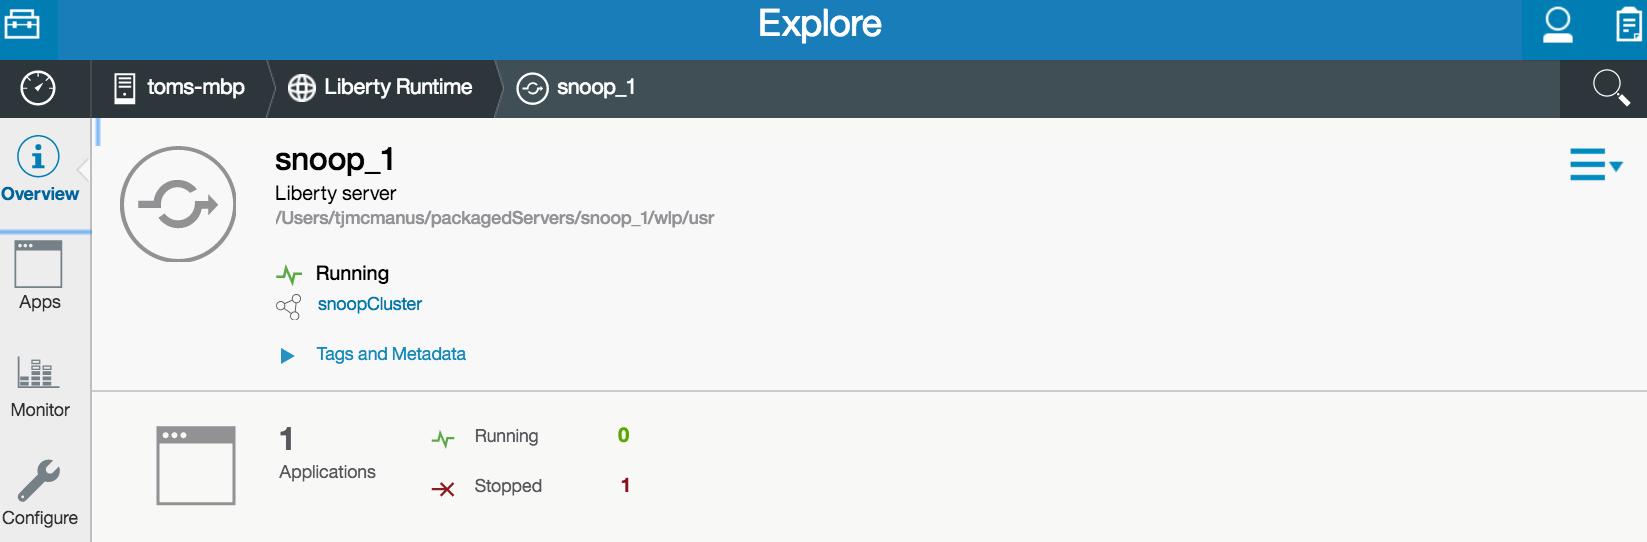 Explore
toms-mbp
Liberty Runtime
snoop_1
Overview
Apps
Monitor
Configure
snoop_1
Liberty server
/Users/tjmcmanus/packagedServers/snoop_1/wlp/usr
Running
snoopCluster
Tags and Metadata
1
Applications
Running 0
Stopped 1